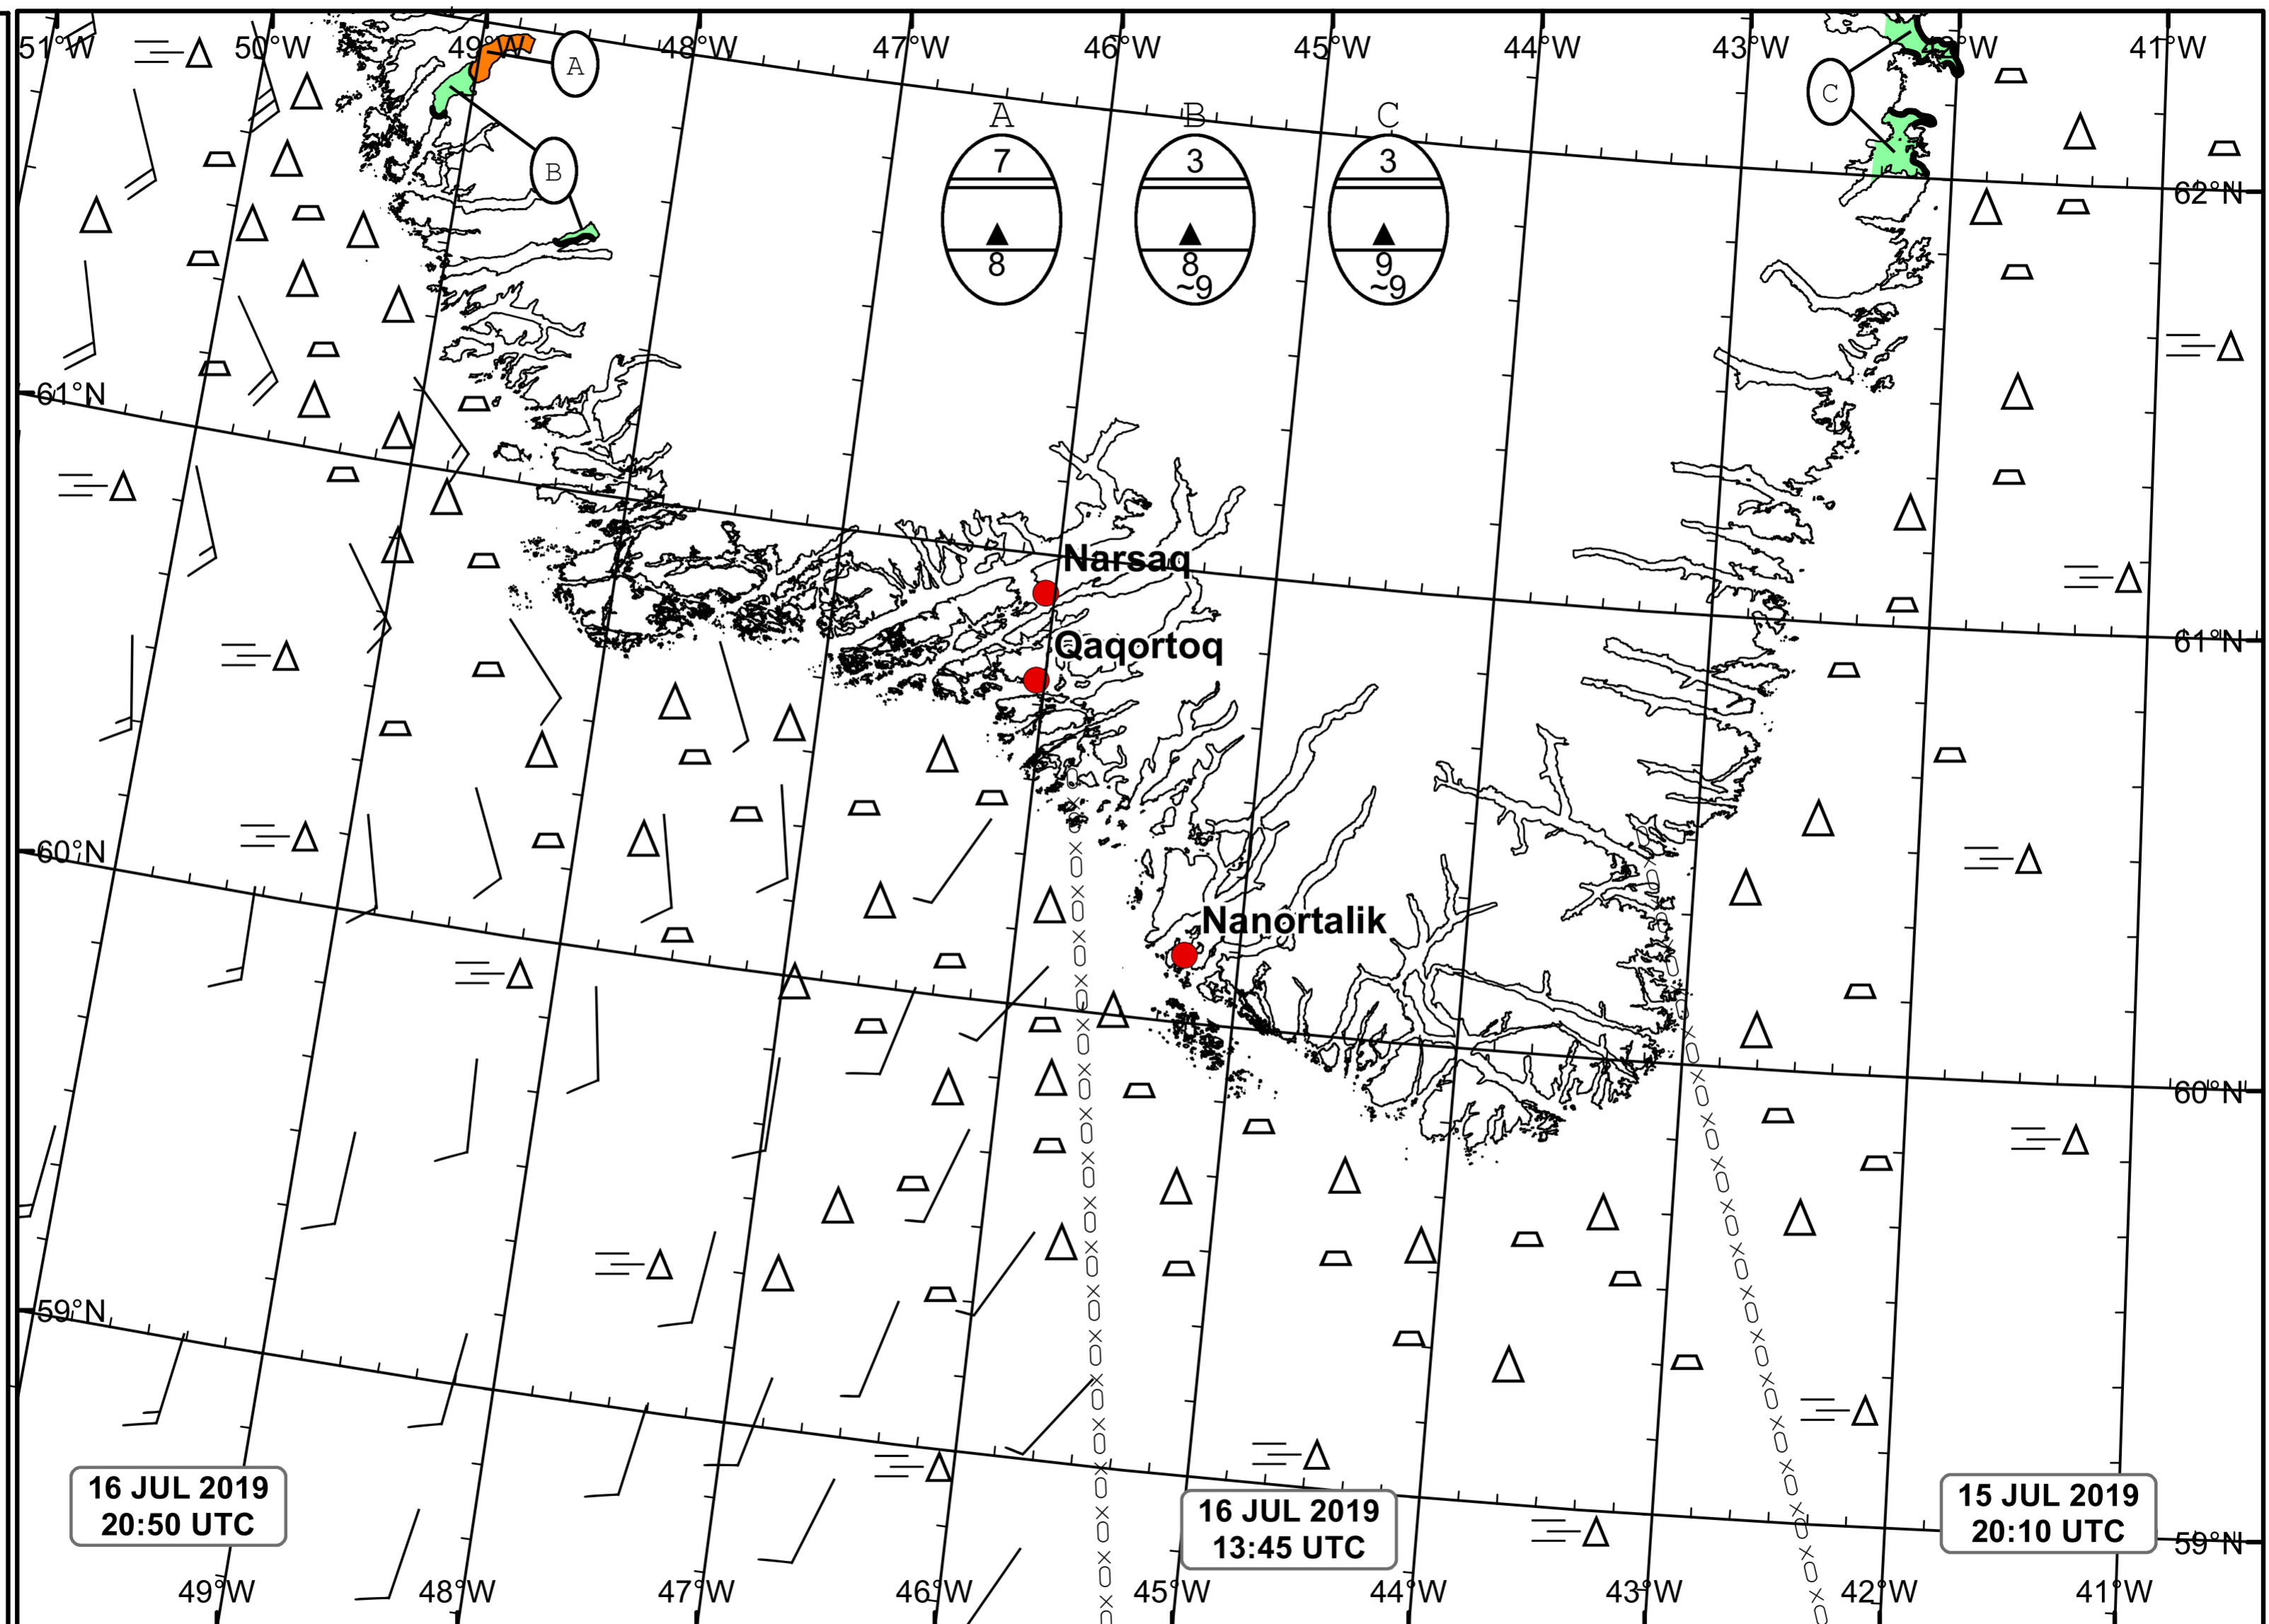 51°W 50°W 49°W 48°W 47°W 46°W 45°W 44°W 43°W 42°W 41°W
A
C
A B C
7 3 3
B
62°N
8 8 9
~9 ~9
61°N
Narsaq
61°N
Qaqortoq
60°N
Nanortalik
60°N
59°N
16 JUL 2019
20:50 UTC
16 JUL 2019
13:45 UTC
15 JUL 2019
20:10 UTC
59°N
49°W 48°W 47°W 46°W 45°W 44°W 43°W 42°W 41°W